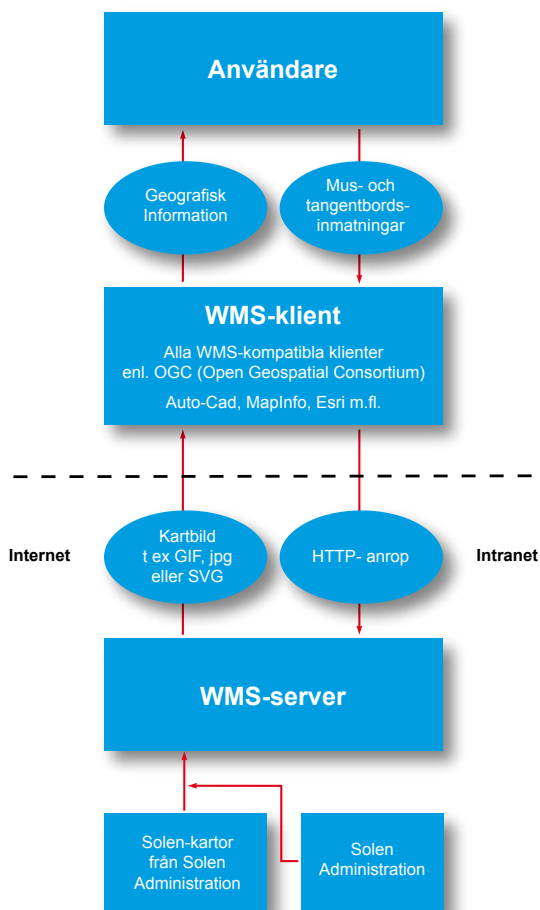 Användare
Geografisk
Information
Mus- och
tangentbords-
inmatningar
WMS-klient
Alla WMS-kompatibla klienter
enl. OGC (Open Geospatial Consortium)
Auto-Cad, MapInfo, Esri m.fl.
Internet
Kartbild
t ex GIF, jpg
eller SVG
HTTP- anrop
Intranet
WMS-server
Solen-kartor
från Solen
Administration
Solen
Administration